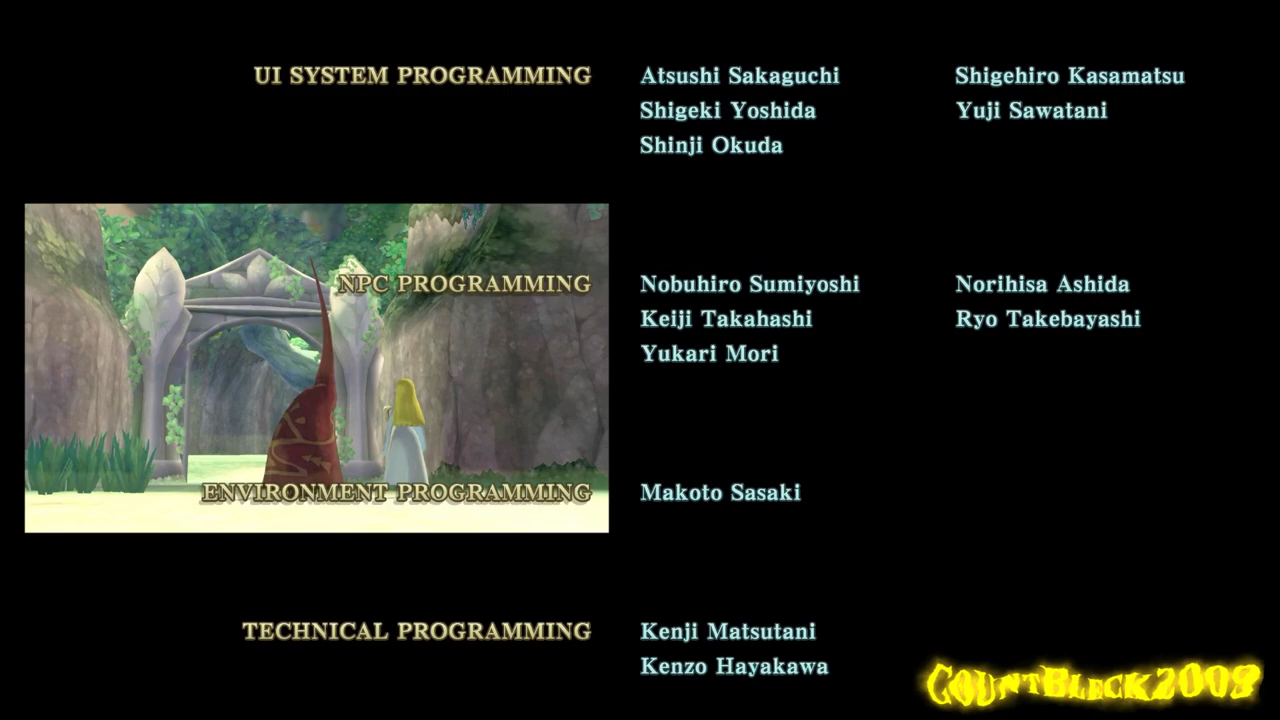 UI SYSTEM PROGRAMMING Atsushi Sakaguchi Shigehiro Kasamatsu
Shigeki Yoshida Yuji Sawatani
Shinji Okuda
NPC PROGRAMMING Nobuhiro Sumiyoshi Norihisa Ashida
Keiji Takahashi Ryo Takebayashi
Yukari Mori
ENVIRONMENT PROGRAMMING Makoto Sasaki
TECHNICAL PROGRAMMING Kenji Matsutani
Kenzo Hayakawa
COUNTBLECK2009